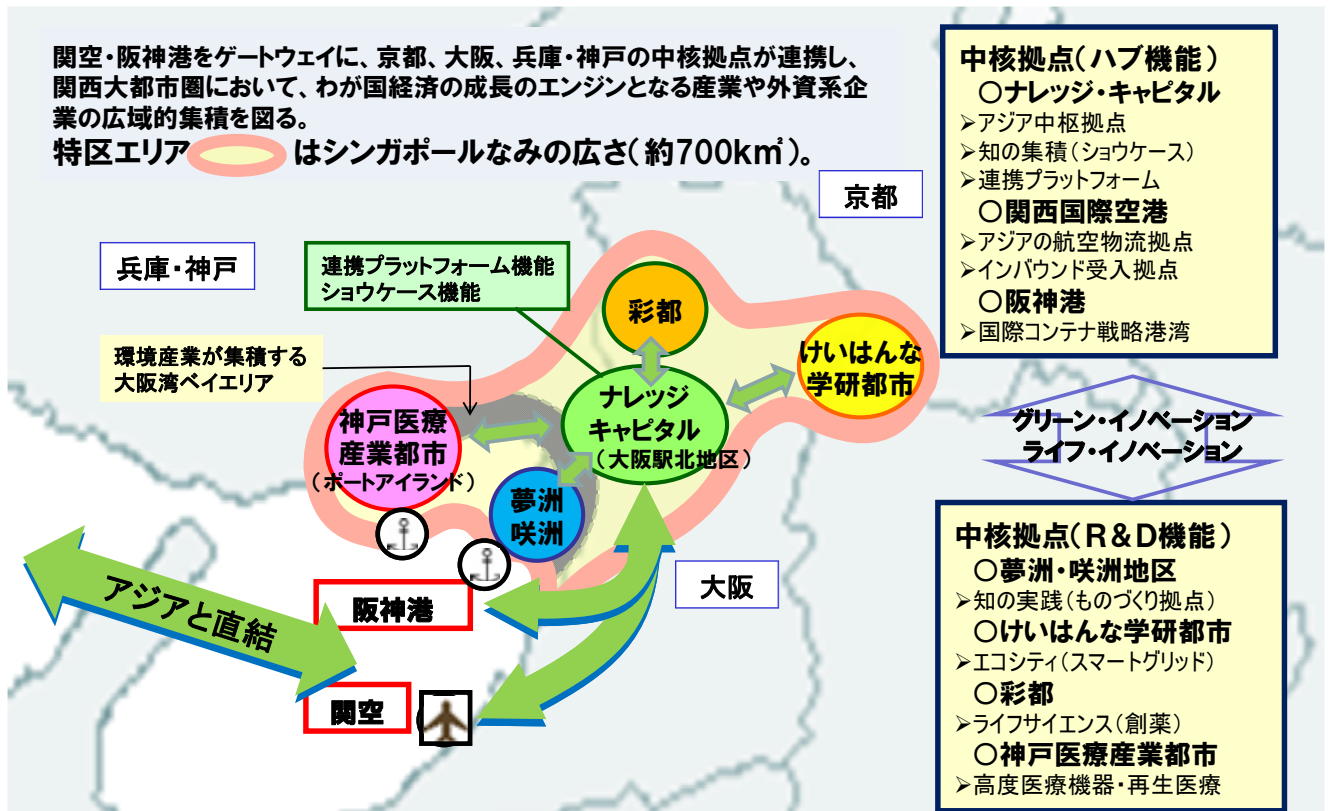 関空・阪神港をゲートウェイに、京都、大阪、兵庫・神戸の中核拠点が連携し、
関西大都市圏において、わが国経済の成長のエンジンとなる産業や外資系企
業の広域的集積を図る。
特区エリア はシンガポールなみの広さ(約700k㎡)。
京都
兵庫・神戸
連携プラットフォーム機能
ショウケース機能
彩都
けいはんな
学研都市
環境産業が集積する
大阪湾ベイエリア
ナレッジ
キャピタル
(大阪駅北地区)
神戸医療
産業都市
(ポートアイランド)
夢洲
咲洲
大阪
阪神港
アジアと直結
関空
中核拠点(ハブ機能)
○ナレッジ・キャピタル
➢アジア中枢拠点
➢知の集積(ショウケース)
➢連携プラットフォーム
○関西国際空港
➢アジアの航空物流拠点
➢インバウンド受入拠点
○阪神港
➢国際コンテナ戦略港湾
グリーン・イノベーション
ライフ・イノベーション
中核拠点(R&D機能)
○夢洲・咲洲地区
➢知の実践(ものづくり拠点)
○けいはんな学研都市
➢エコシティ(スマートグリッド)
○彩都
➢ライフサイエンス(創薬)
○神戸医療産業都市
➢高度医療機器・再生医療